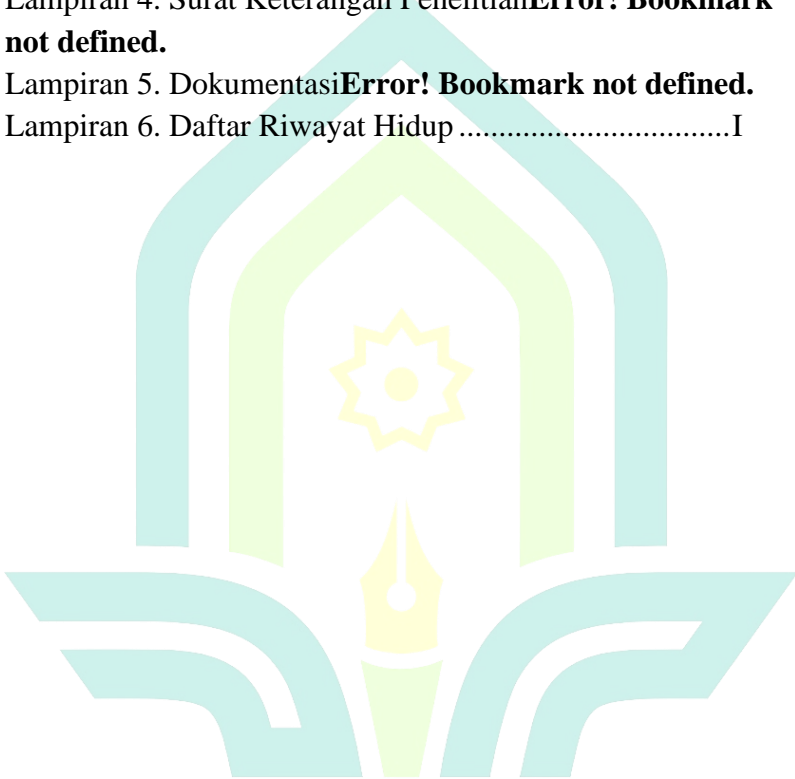 Lampiran 4. Surat Keterangan PenelitianError! Bookmark
not defined.
Lampiran 5. DokumentasiError! Bookmark not defined.
Lampiran 6. Daftar Riwayat Hidup ..................................I